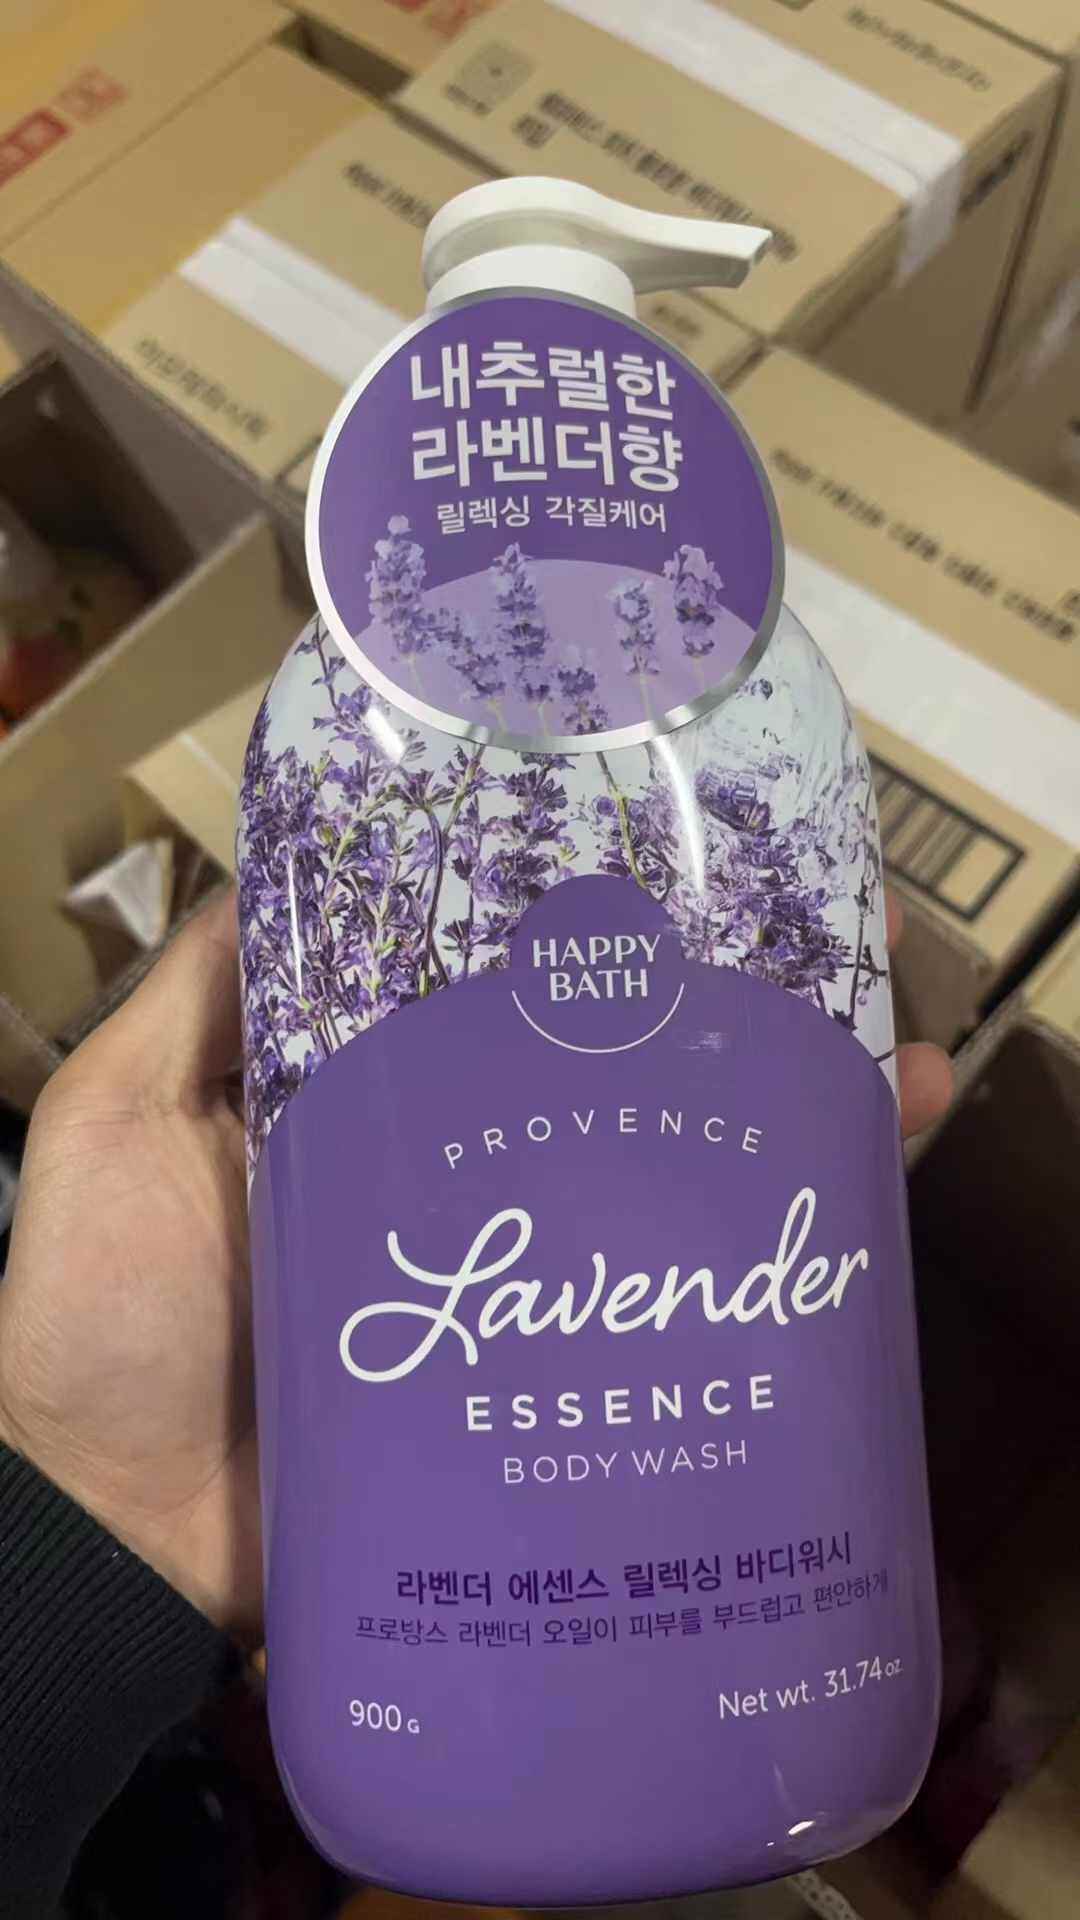 내추럴한
라벤더향
릴렉싱 각질케어
HAPPY
BATH
PROVENCE
Lavender
ESSENCE
BODY WASH
라벤더 에센스 릴렉싱 바디워시
프로방스 라벤더 오일이 피부를 부드럽고 편안하게
900G
Net wt. 31.74oz